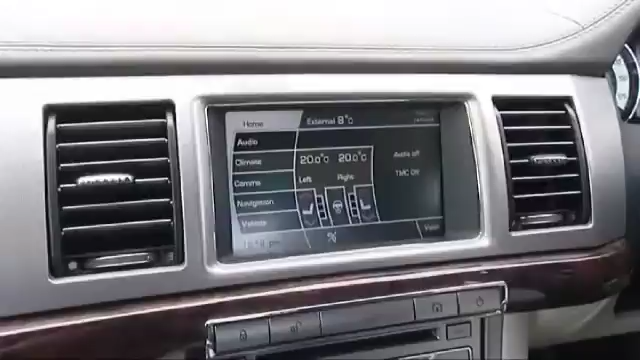 Home External 8°c
Audio
Climate 20.0°c 20.0°c Audio off
Comms Left Right TMC Off
Navigation
Vehicle
Valet